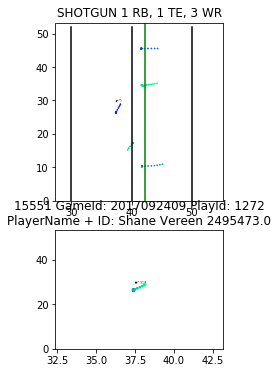 SHOTGUN 1 RB, 1 TE, 3 WR
50
40
30
20
10
0
30 40 50
15551 GameId: 2017092409 PlayId: 1272
PlayerName + ID: Shane Vereen 2495473.0
40
20
0
32.5 35.0 37.5 40.0 42.5